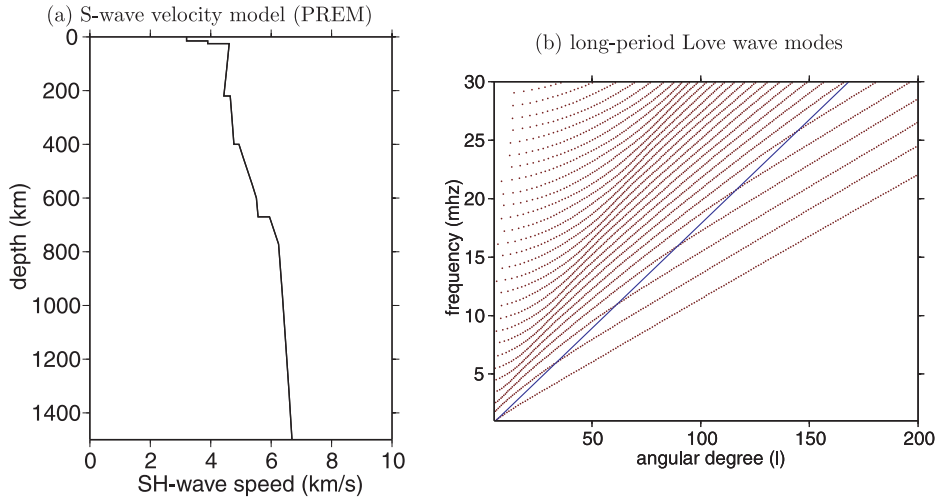 (a) S-wave velocity model (PREM)
0
200
400
600
800
1000
1200
1400
depth (km)
0 2 4 6 8 10
SH-wave speed (km/s)
(b) long-period Love wave modes
30
25
20
15
10
5
frequency (mhz)
50 100 150 200
angular degree (l)